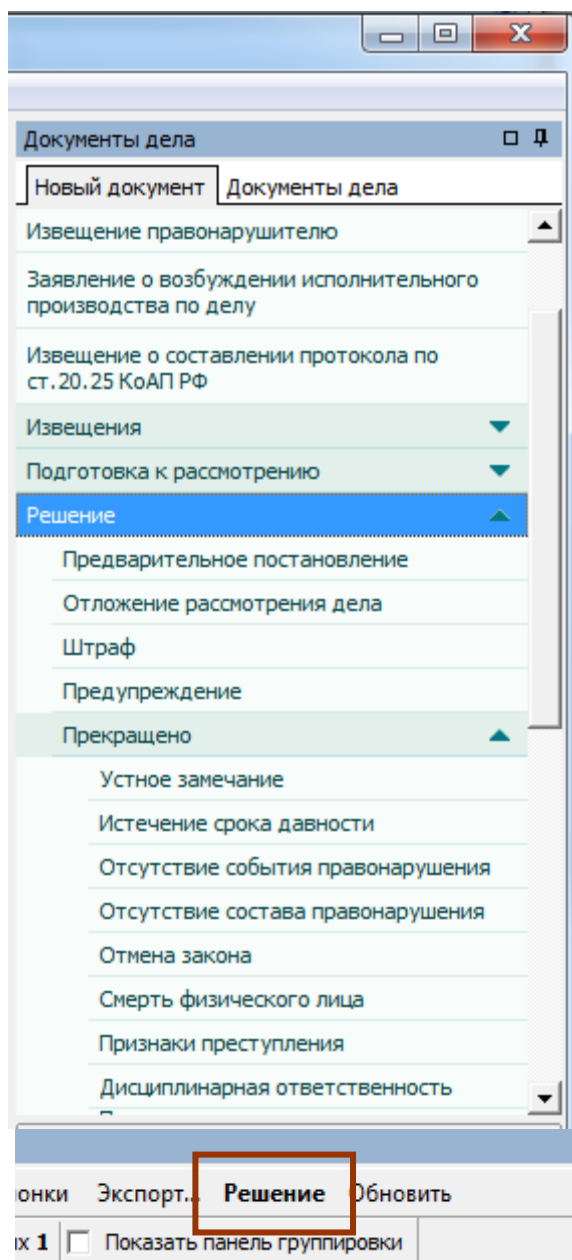 Документы дела
Новый документ Документы дела
Извещение правонарушителю
Заявление о возбуждении исполнительного
производства по делу
Извещение о составлении протокола по
ст.20.25 КоАП РФ
Извещения
Подготовка к рассмотрению
Решение
Предварительное постановление
Отложение рассмотрения дела
Штраф
Предупреждение
Прекращено
Устное замечание
Истечение срока давности
Отсутствие события правонарушения
Отсутствие состава правонарушения
Отмена закона
Смерть физического лица
Признаки преступления
Дисциплинарная ответственность
Экспорт... Решение Обновить
1 Показать панель группировки